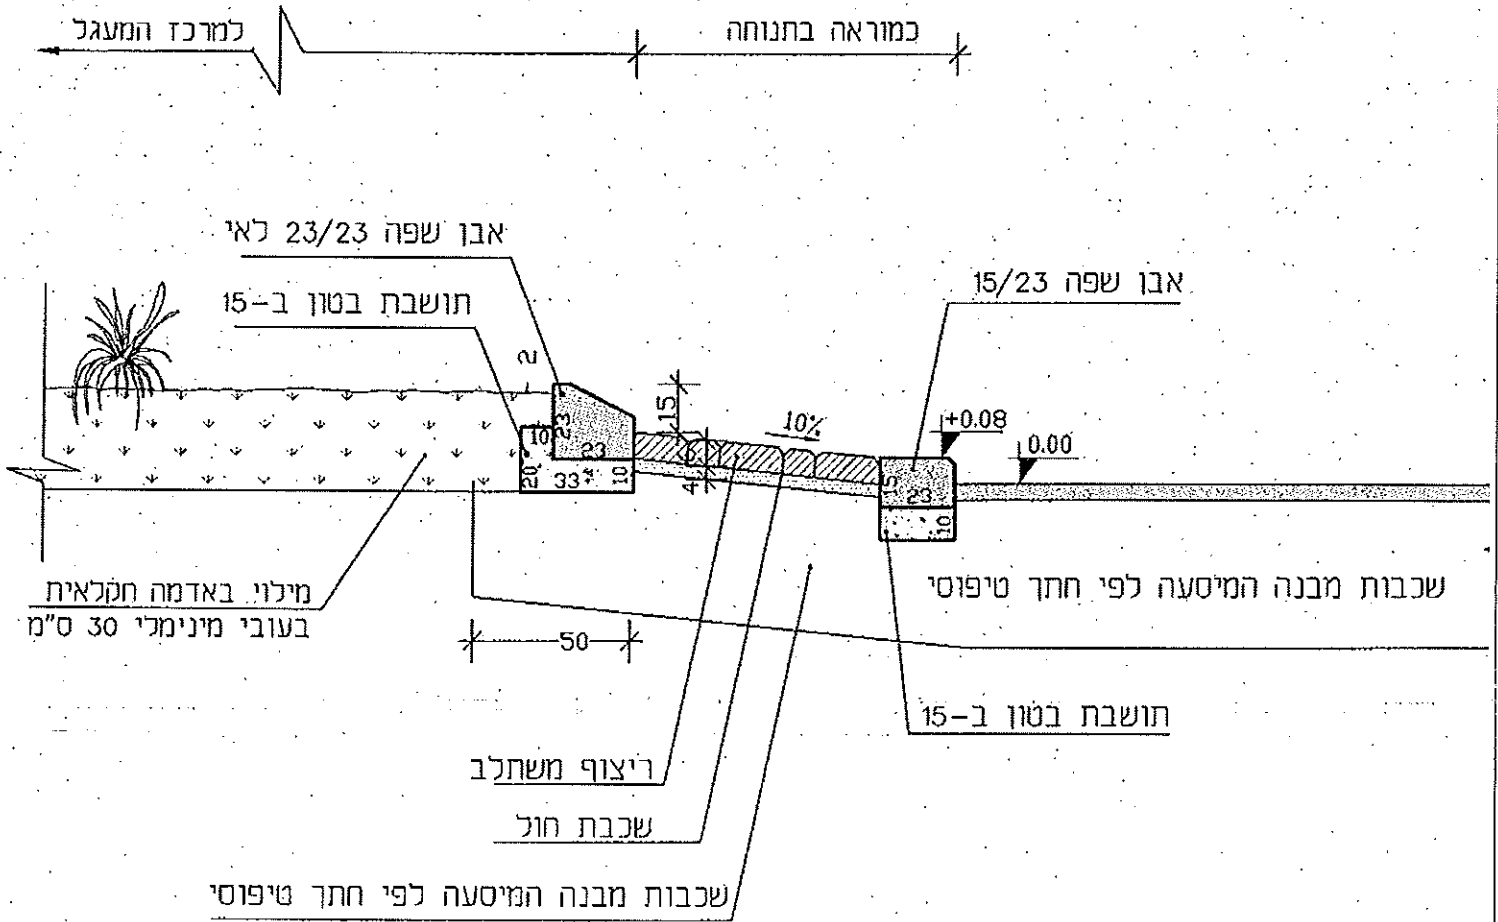 כמוראה בתנוחה
למרכז המעגל
אבן שפה 23/23 לאי
תושבת בטון ב-15
אבן שפה 15/23
2
15
10%
+0.08
0.00
23
10
23
20
33
10
4
15
23
10
מילוי באדמה חקלאית
בעובי מינימלי 30 ס"מ
50
שכבות מבנה המיסעה לפי חתך טיפוסי
תושבת בטון ב-15
ריצוף משתלב
שכבת חול
שכבות מבנה המיסעה לפי חתך טיפוסי